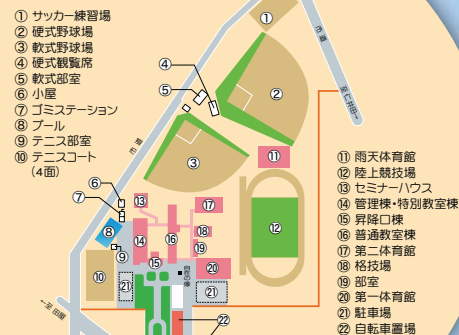 ① サッカー練習場
② 硬式野球場
③ 軟式野球場
④ 硬式観覧席
⑤ 軟式部室
⑥ 小屋
⑦ ゴミステーション
⑧ プール
⑨ テニス部室
⑩ テニスコート
(4面)
①
市道
至仁井田→
④
②
⑤
市道
③
⑪
⑥
⑦
⑬
⑰
⑧
⑭
⑯
⑱
⑲
⑫
⑨
⑮
⑩
㉑
⑳
㉑
㉒
⑪ 雨天体育館
⑫ 陸上競技場
⑬ セミナーハウス
⑭ 管理棟・特別教室棟
⑮ 昇降口棟
⑯ 普通教室棟
⑰ 第二体育館
⑱ 格技場
⑲ 部室
⑳ 第一体育館
㉑ 駐車場
㉒ 自転車置場